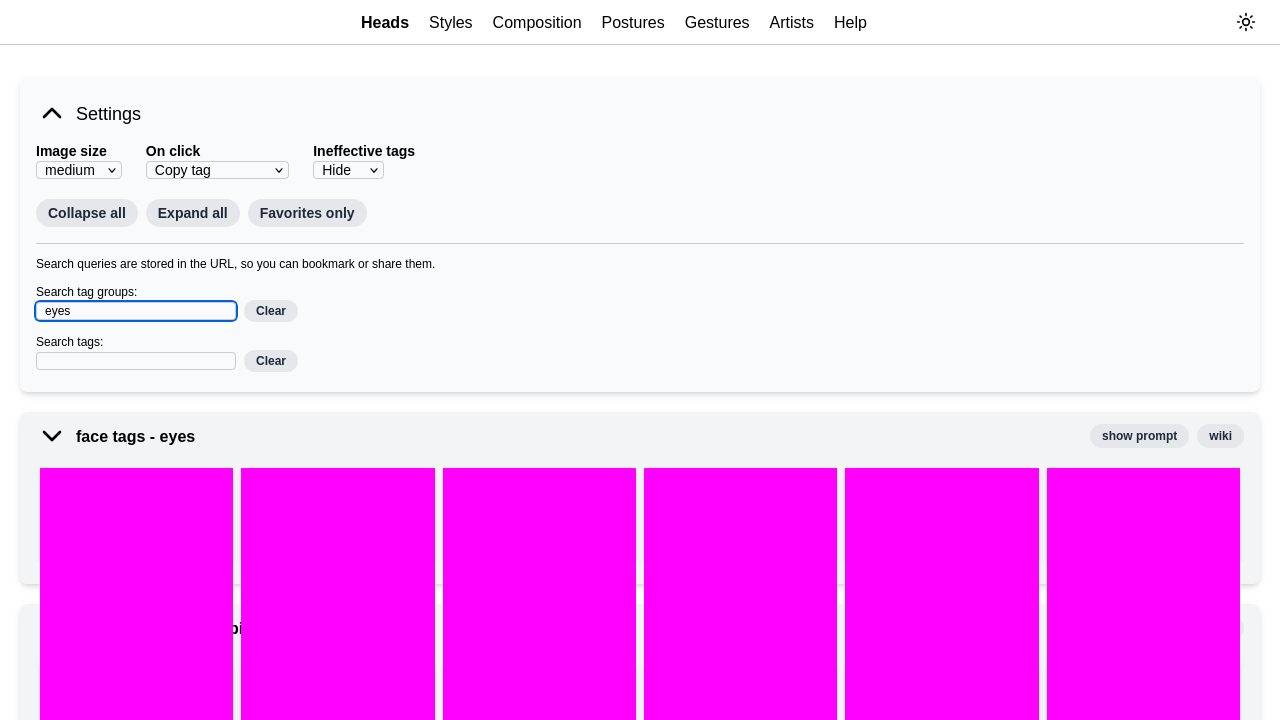 Heads Styles Composition Postures Gestures Artists Help
Settings
Image size On click Ineffective tags
medium Copy tag Hide
Collapse all Expand all Favorites only
Search queries are stored in the URL, so you can bookmark or share them.
Search tag groups:
eyes Clear
Search tags:
Clear
face tags - eyes show prompt wiki